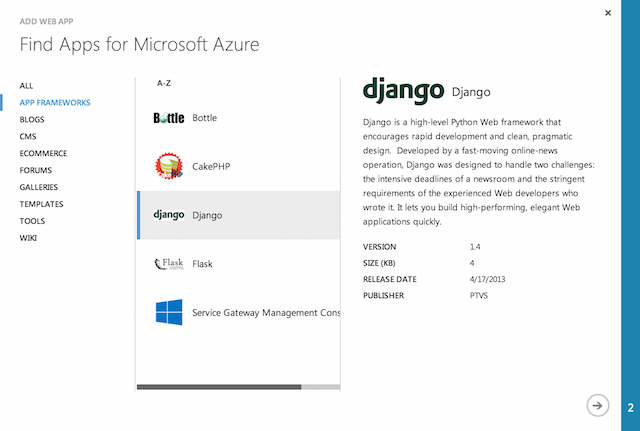 ADD WEB APP
Find Apps for Microsoft Azure
ALL
APP FRAMEWORKS
BLOGS
CMS
ECOMMERCE
FORUMS
GALLERIES
TEMPLATES
TOOLS
WIKI
A-Z
Bottle Bottle
CakePHP
django Django
Flask Flask
Service Gateway Management Cons
django Django
Django is a high-level Python Web framework that
encourages rapid development and clean, pragmatic
design. Developed by a fast-moving online-news
operation, Django was designed to handle two challenges:
the intensive deadlines of a newsroom and the stringent
requirements of the experienced Web developers who
wrote it. It lets you build high-performing, elegant Web
applications quickly.
VERSION 1.4
SIZE (KB) 4
RELEASE DATE 4/17/2013
PUBLISHER PTVS
2